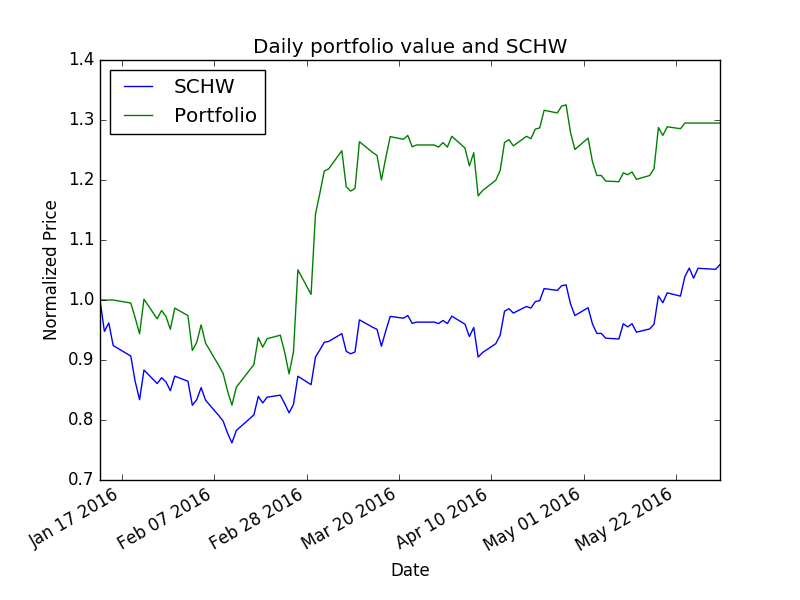 Daily portfolio value and SCHW
SCHW
Portfolio
1.4
1.3
1.2
1.1
1.0
0.9
0.8
0.7
Normalized Price
Jan 17 2016
Feb 07 2016
Feb 28 2016
Mar 20 2016
Apr 10 2016
May 01 2016
May 22 2016
Date